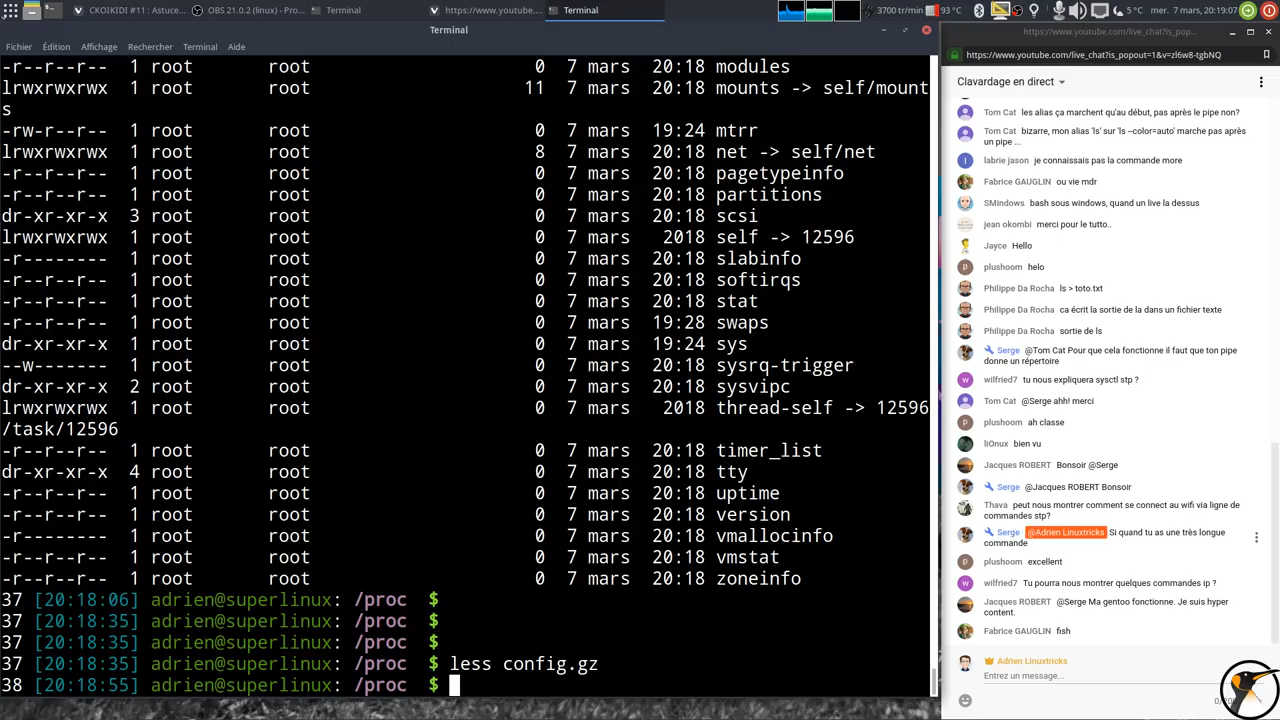 CKOIKIDI #11 : Astuce...
OBS 21.0.2 (linux) - Pro...
Terminal
https://www.youtube....
Terminal
3700 tr/min
93 °C
5 °C
mer. 7 mars, 20:19:07
Terminal
Fichier Édition Affichage Rechercher Terminal Aide
-r--r--r-- 1 root root 0 7 mars 20:18 modules
lrwxrwxrwx 1 root root 11 7 mars 20:18 mounts -> self/mount
s
-rw-r--r-- 1 root root 0 7 mars 19:24 mtrr
lrwxrwxrwx 1 root root 8 7 mars 20:18 net -> self/net
-r--r--r-- 1 root root 0 7 mars 20:18 pagetypeinfo
-r--r--r-- 1 root root 0 7 mars 20:18 partitions
dr-xr-xr-x 3 root root 0 7 mars 20:18 scsi
lrwxrwxrwx 1 root root 0 7 mars 2018 self -> 12596
-r-------- 1 root root 0 7 mars 20:18 slabinfo
-r--r--r-- 1 root root 0 7 mars 20:18 softirqs
-r--r--r-- 1 root root 0 7 mars 20:18 stat
-r--r--r-- 1 root root 0 7 mars 19:28 swaps
dr-xr-xr-x 1 root root 0 7 mars 19:24 sys
--w------- 1 root root 0 7 mars 20:18 sysrq-trigger
dr-xr-xr-x 2 root root 0 7 mars 20:18 sysvipc
lrwxrwxrwx 1 root root 0 7 mars 2018 thread-self -> 12596
/task/12596
-r--r--r-- 1 root root 0 7 mars 20:18 timer_list
dr-xr-xr-x 4 root root 0 7 mars 20:18 tty
-r--r--r-- 1 root root 0 7 mars 20:18 uptime
-r--r--r-- 1 root root 0 7 mars 20:18 version
-r-------- 1 root root 0 7 mars 20:18 vmallocinfo
-r--r--r-- 1 root root 0 7 mars 20:18 vmstat
-r--r--r-- 1 root root 0 7 mars 20:18 zoneinfo
37 [20:18:06] adrien@superlinux: /proc $
37 [20:18:35] adrien@superlinux: /proc $
37 [20:18:35] adrien@superlinux: /proc $
37 [20:18:35] adrien@superlinux: /proc $ less config.gz
38 [20:18:55] adrien@superlinux: /proc $
https://www.youtube.com/live_chat?is_pop...
https://www.youtube.com/live_chat?is_popout=1&v=zl6w8-tgbNQ
Clavardage en direct
Tom Cat les alias ça marchent qu'au début, pas après le pipe non?
Tom Cat bizarre, mon alias 'ls' sur 'ls --color=auto' marche pas après
un pipe ...
labrie jason je connaissais pas la commande more
Fabrice GAUGLIN ou vie mdr
SMindows bash sous windows, quand un live la dessus
jean okombi merci pour le tutto..
Jayce Hello
plushoom helo
Philippe Da Rocha ls > toto.txt
Philippe Da Rocha ca écrit la sortie de la dans un fichier texte
Philippe Da Rocha sortie de ls
Serge @Tom Cat Pour que cela fonctionne il faut que ton pipe
donne un répertoire
wilfried7 tu nous expliquera sysctl stp ?
Tom Cat @Serge ahh! merci
plushoom ah classe
liOnux bien vu
Jacques ROBERT Bonsoir @Serge
Serge @Jacques ROBERT Bonsoir
Thava peut nous montrer comment se connect au wifi via ligne de
commandes stp?
Serge @Adrien Linuxtricks Si quand tu as une très longue
commande
plushoom excellent
wilfried7 Tu pourra nous montrer quelques commandes ip ?
Jacques ROBERT @Serge Ma gentoo fonctionne. Je suis hyper
content.
Fabrice GAUGLIN fish
Adrien Linuxtricks
Entrez un message...